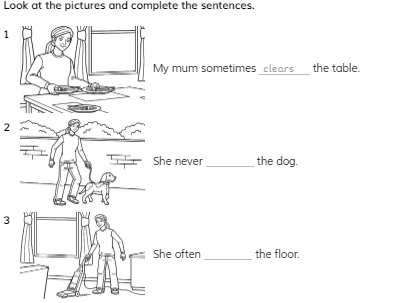 Look at the pictures and complete the sentences.
1
My mum sometimes clears the table.
2
She never ________ the dog.
3
She often ________ the floor.